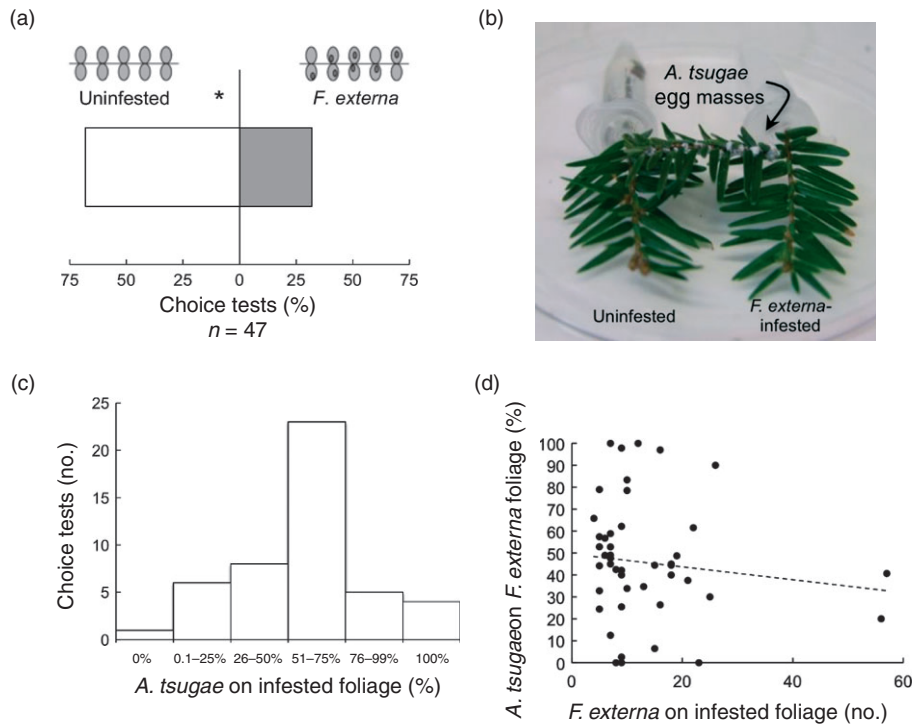 (a)
Uninfested
*
F. externa
75 50 25 0 25 50 75
Choice tests (%)
n = 47
(b)
A. tsugae
egg masses
Uninfested
F. externa-
infested
(c)
Choice tests (no.)
25
20
15
10
5
0
0% 0.1–25% 26–50% 51–75% 76–99% 100%
A. tsugae on infested foliage (%)
(d)
A. tsugaeon F. externa foliage (%)
100
90
80
70
60
50
40
30
20
10
0
0 20 40 60
F. externa on infested foliage (no.)